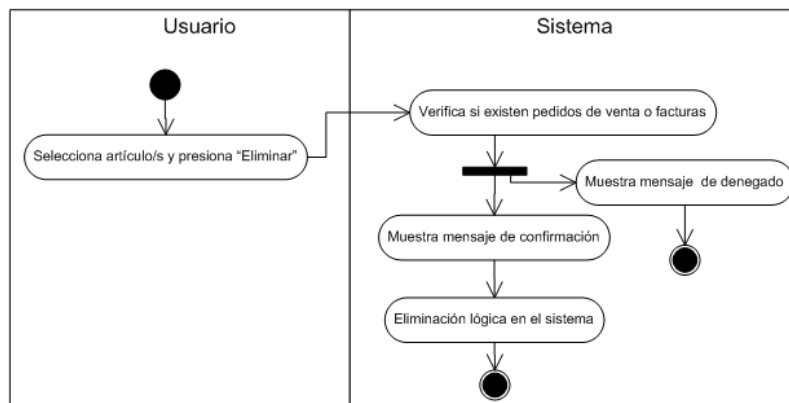 Usuario
Sistema
Verifica si existen pedidos de venta o facturas
Selecciona artículo/s y presiona “Eliminar”
Muestra mensaje de denegado
Muestra mensaje de confirmación
Eliminación lógica en el sistema